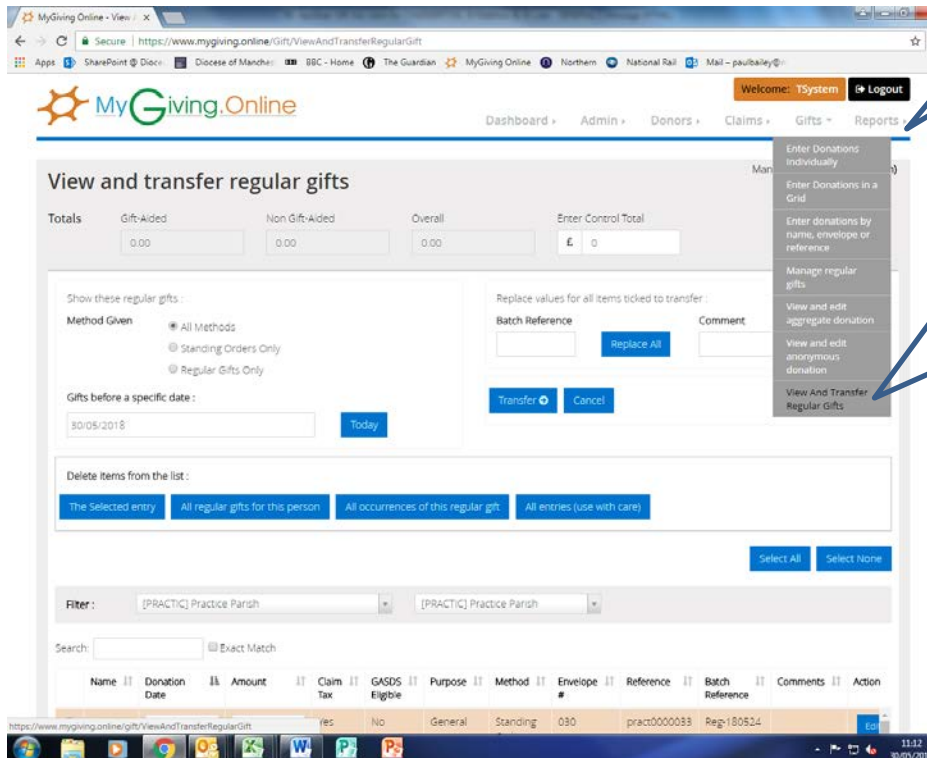 MyGiving Online - View
Secure | https://www.mygiving.online/Gift/ViewAndTransferRegularGift
Apps SharePoint @ Dioce Diocese of Manche BBC - Home The Guardian MyGiving Online Northern National Rail Mail – paulbailey@
MyGiving.Online
Welcome: TSystem Logout
Dashboard Admin Donors Claims Gifts Reports
Enter Donations Individually
Enter Donations in a Grid
Enter donations by name, envelope or reference
Manage regular gifts
View and edit aggregate donation
View and edit anonymous donation
View And Transfer Regular Gifts
View and transfer regular gifts
Man
Totals Gift-Aided Non Gift-Aided Overall Enter Control Total
0.00 0.00 0.00 £ 0
Show these regular gifts :
Method Given All Methods
Standing Orders Only
Regular Gifts Only
Gifts before a specific date :
30/05/2018 Today
Replace values for all items ticked to transfer :
Batch Reference Comment
Replace All
Transfer Cancel
Delete items from the list :
The Selected entry All regular gifts for this person All occurrences of this regular gift All entries (use with care)
Select All Select None
Filter : [PRACTIC] Practice Parish [PRACTIC] Practice Parish
Search: Exact Match
Name Donation Date Amount Claim Tax GASDS Eligible Purpose Method Envelope # Reference Batch Reference Comments Action
Yes No General Standing 030 pract0000033 Reg-180524 Edit
https://www.mygiving.online/gift/ViewAndTransferRegularGift
11:12
30/05/201